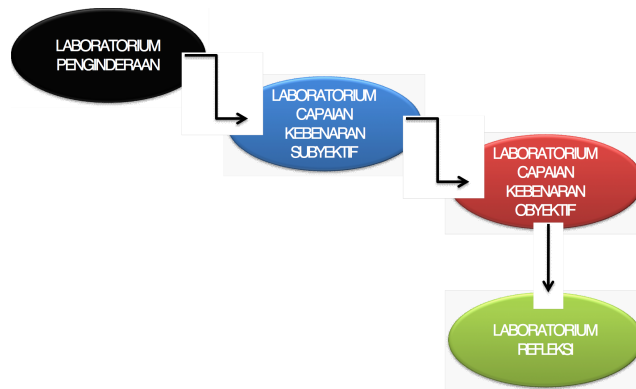 LABORATORIUM
PENGINDERAAN
LABORATORIUM
CAPAIAN
KEBENARAN
SUBYEKTIF
LABORATORIUM
CAPAIAN
KEBENARAN
OBYEKTIF
LABORATORIUM
REFLEKSI